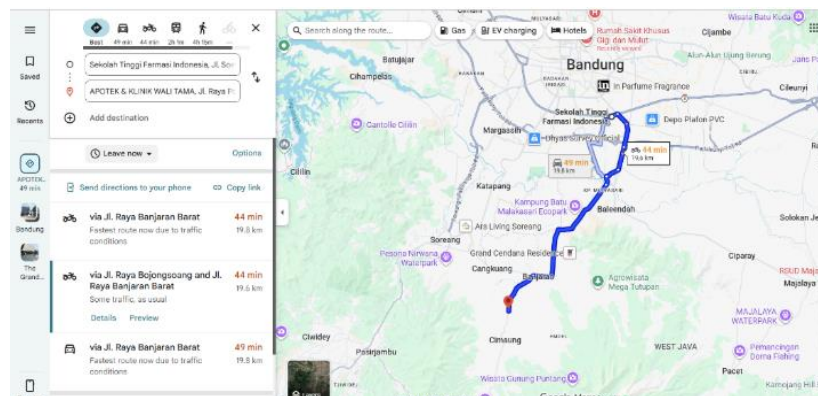 Best 49 min 44 min 2h 1m 4h 16m
Saved
Recents
APOTEK..
49 min
Bandung
The
Grand...
Sekolah Tinggi Farmasi Indonesia, Jl. Soe
APOTEK & KLINIK WALI TAMA, Jl. Raya P
Add destination
Leave now
Options
Send directions to your phone
Copy link
via Jl. Raya Banjaran Barat
44 min
Fastest route now due to traffic
conditions
19.8 km
via Jl. Raya Bojongsoang and Jl.
Raya Banjaran Barat
44 min
19.6 km
Some traffic, as usual
Details
Preview
via Jl. Raya Banjaran Barat
49 min
Fastest route now due to traffic
conditions
19.8 km
Search along the route...
Gas
EV charging
Hotels
Rumah Sakit Khusus
Gigi dan Mulut
Wisata Batu Kuda
Cijambe
Batujajar
Cihampelas
Bandung
Alun-Alun Ujung Berung
In Parfume Fragrance
Cileunyi
Sekolah Tinggi
Farmasi Indonesia
Cantolle Cililin
Margaasih
Dhyas Survey Official
Depo Plafon PVC
44 min
19.6 km
49 min
19.8 km
Cililin
Katapang
Kampung Batu
Malakasari Ecopark
Baleendah
Ars Living Soreang
Solokan Je
Soreang
Pesona Nirwana
Waterpark
Grand Cendana Residence
Cangkuang
Banjaran
Ciparay
Agrowisata
Mega Tutupan
RSUD Maja
Majalaya
Ciwidey
Cimaung
MAJALAYA
WATERPARK
Pasirjambu
WEST JAVA
Pemancingan
Doma Fishing
Pacet
Wisata Gunung Puntang
Kamojang Hill